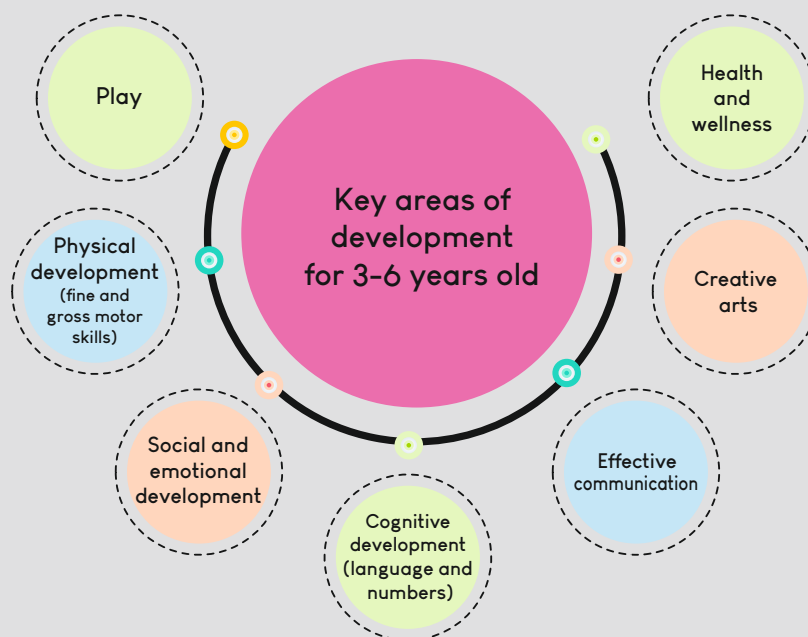 Key areas of
development
for 3-6 years old
Play
Physical
development
(fine and
gross motor
skills)
Social and
emotional
development
Cognitive
development
(language and
numbers)
Effective
communication
Creative
arts
Health
and
wellness